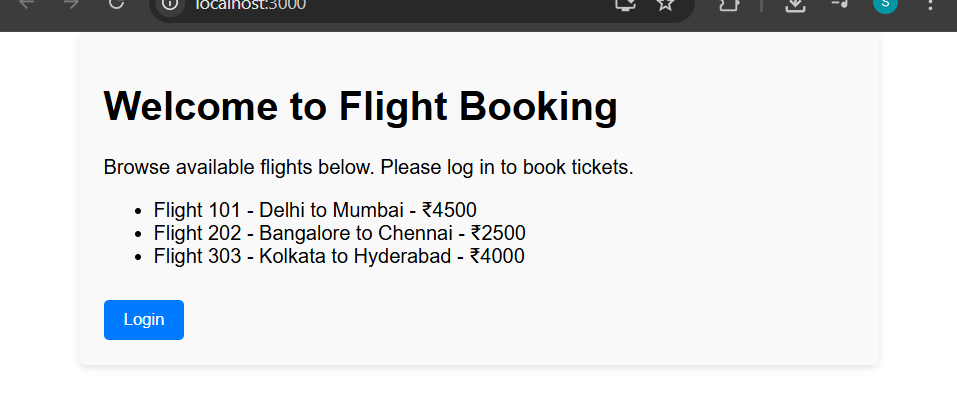 localhost:3000
S
Welcome to Flight Booking
Browse available flights below. Please log in to book tickets.
• Flight 101 - Delhi to Mumbai - ₹4500
• Flight 202 - Bangalore to Chennai - ₹2500
• Flight 303 - Kolkata to Hyderabad - ₹4000
Login